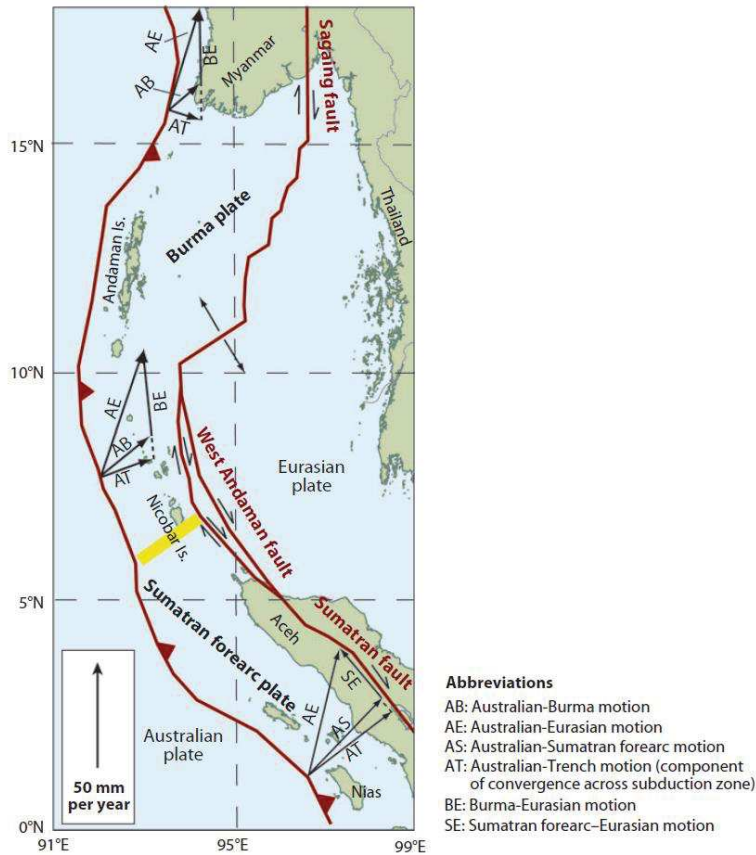 AE
BE
AB
AT
Myanmar
Sagaing fault
15°N
Andaman Is.
Burma plate
Thailand
10°N
AE
BE
AB
AT
West Andaman fault
Eurasian
plate
Nicobar Is.
5°N
Sumatran forearc plate
Aceh
Sumatran fault
SE
AE
AS
AT
Australian
plate
Nias
50 mm
per year
0°N
91°E
95°E
99°E
Abbreviations
AB: Australian-Burma motion
AE: Australian-Eurasian motion
AS: Australian-Sumatran forearc motion
AT: Australian-Trench motion (component
of convergence across subduction zone)
BE: Burma-Eurasian motion
SE: Sumatran forearc–Eurasian motion